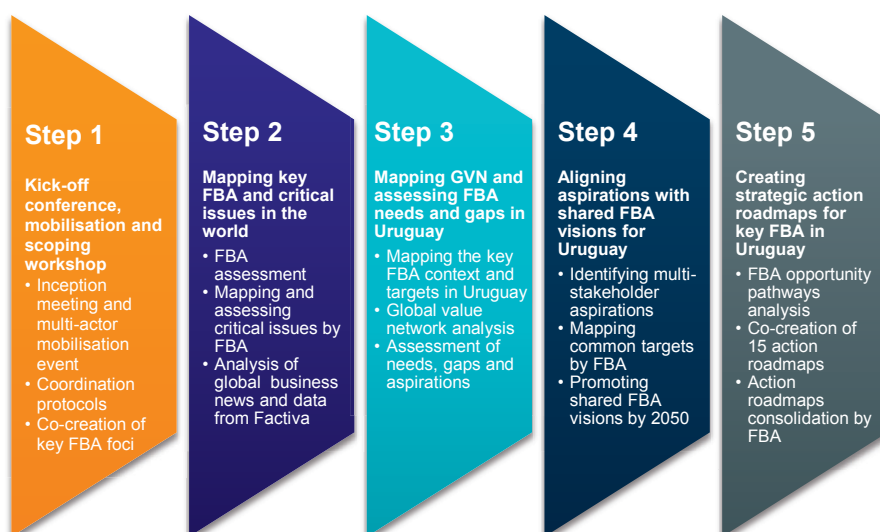 Step 1
Kick-off
conference,
mobilisation and
scoping
workshop
• Inception
meeting and
multi-actor
mobilisation
event
• Coordination
protocols
• Co-creation of
key FBA foci
Step 2
Mapping key
FBA and critical
issues in the
world
• FBA
assessment
• Mapping and
assessing
critical issues by
FBA
• Analysis of
global business
news and data
from Factiva
Step 3
Mapping GVN and
assessing FBA
needs and gaps in
Uruguay
• Mapping the key
FBA context and
targets in Uruguay
• Global value
network analysis
• Assessment of
needs, gaps and
aspirations
Step 4
Aligning
aspirations with
shared FBA
visions for
Uruguay
• Identifying multi-
stakeholder
aspirations
• Mapping
common targets
by FBA
• Promoting
shared FBA
visions by 2050
Step 5
Creating
strategic action
roadmaps for
key FBA in
Uruguay
• FBA opportunity
pathways
analysis
• Co-creation of
15 action
roadmaps
• Action
roadmaps
consolidation by
FBA